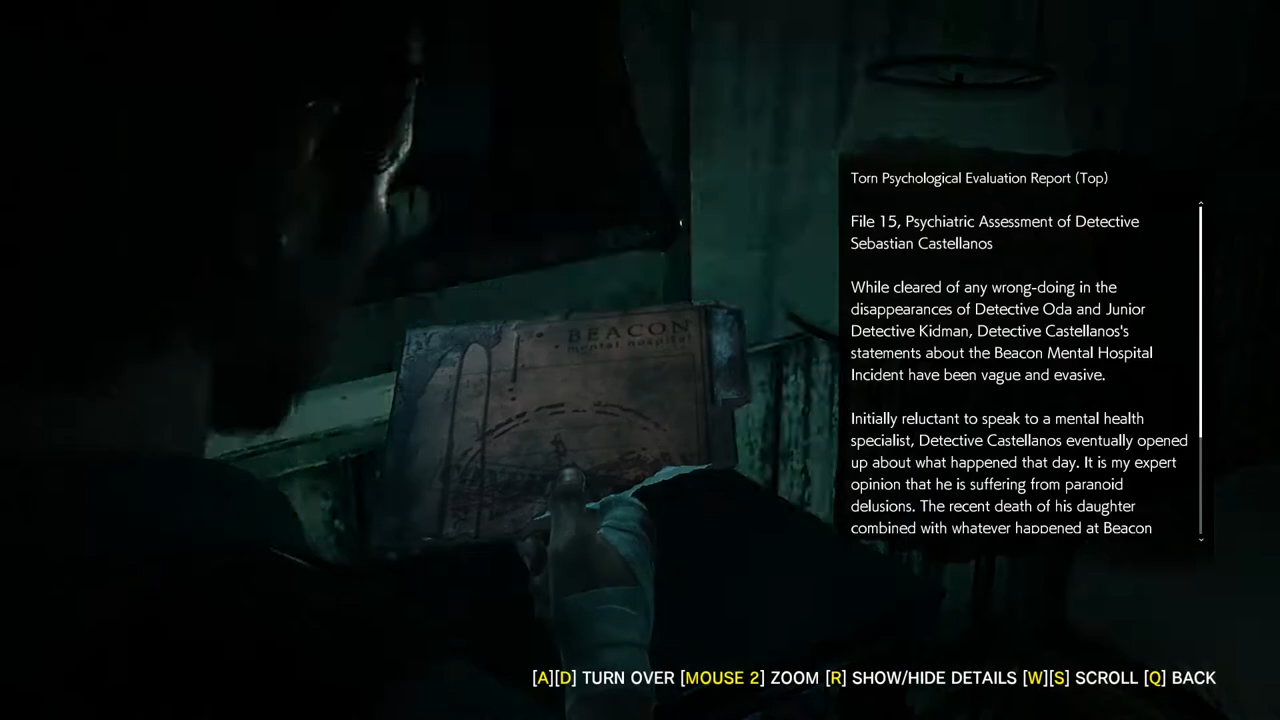 BEACON
mental hospital
Torn Psychological Evaluation Report (Top)
File 15, Psychiatric Assessment of Detective
Sebastian Castellanos
While cleared of any wrong-doing in the
disappearances of Detective Oda and Junior
Detective Kidman, Detective Castellanos's
statements about the Beacon Mental Hospital
Incident have been vague and evasive.
Initially reluctant to speak to a mental health
specialist, Detective Castellanos eventually opened
up about what happened that day. It is my expert
opinion that he is suffering from paranoid
delusions. The recent death of his daughter
combined with whatever happened at Beacon
[A][D] TURN OVER [MOUSE 2] ZOOM [R] SHOW/HIDE DETAILS [W][S] SCROLL [Q] BACK